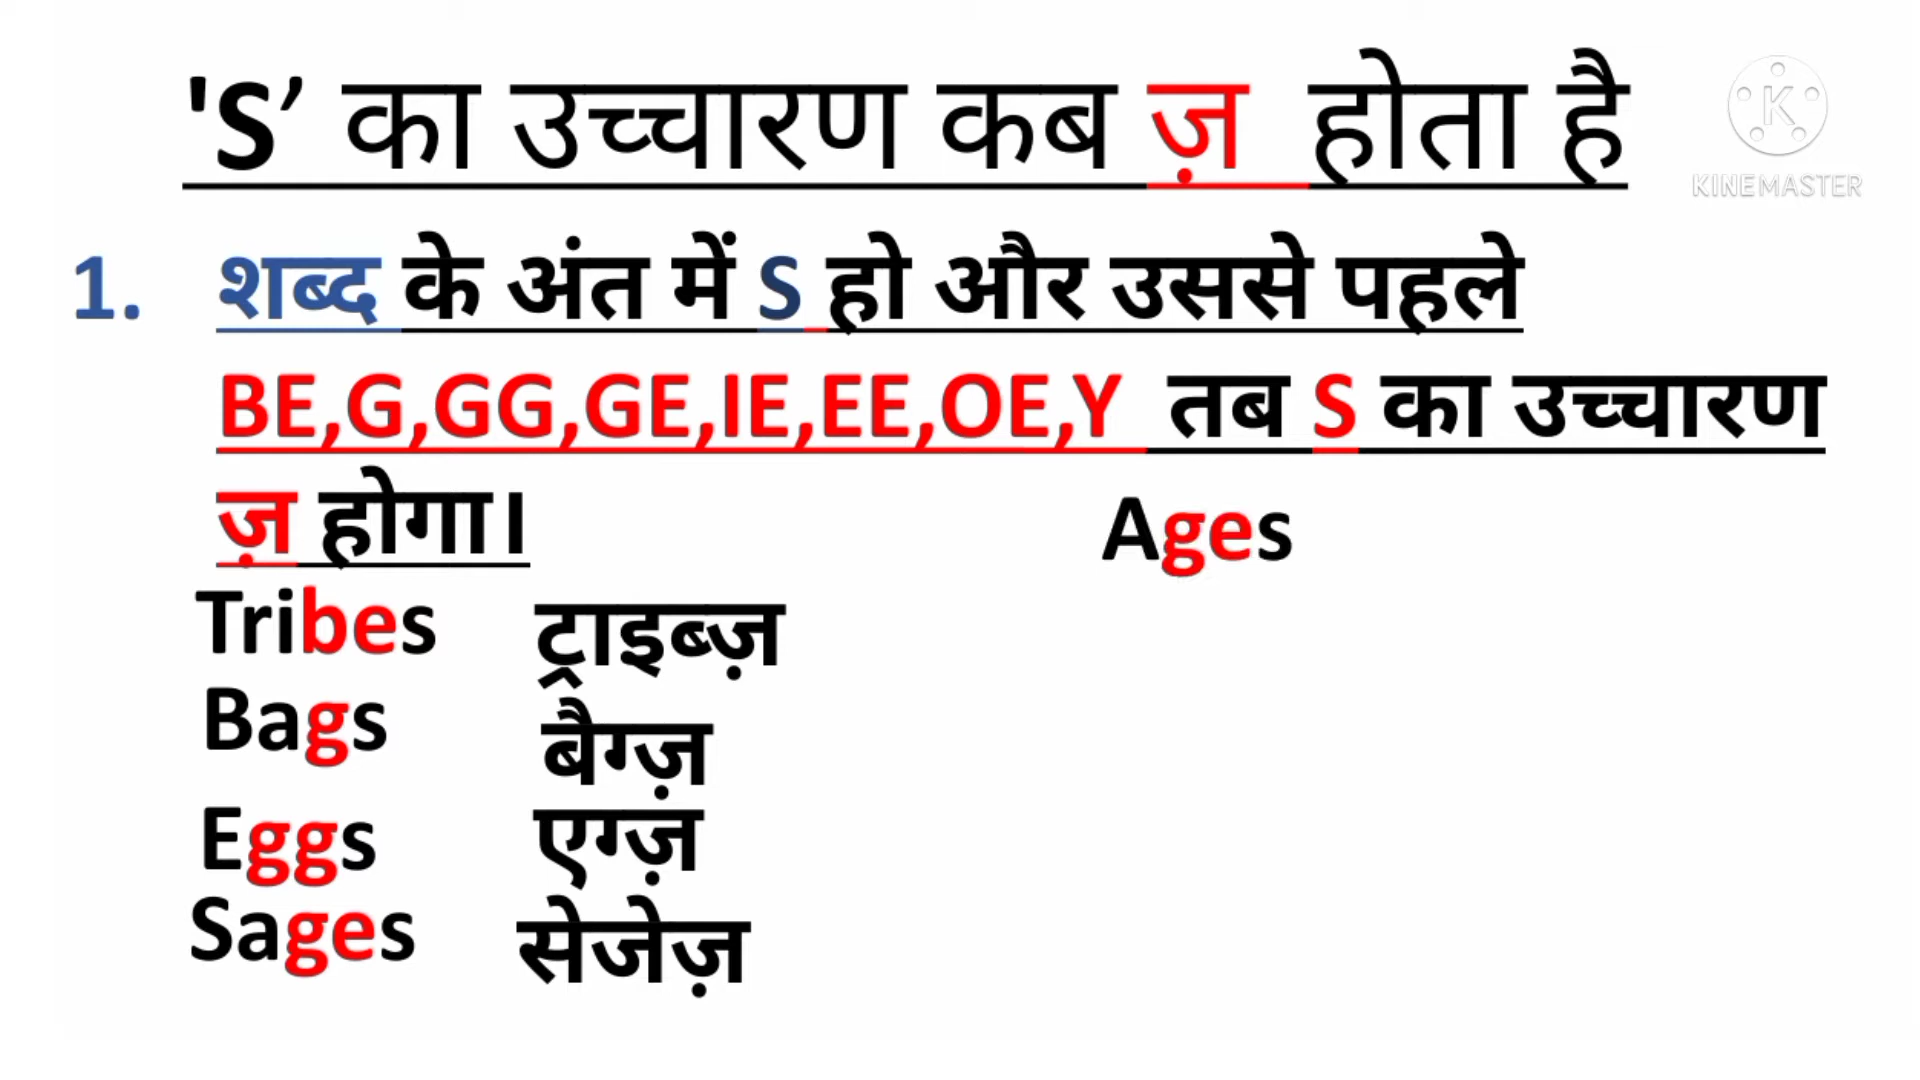 'S’ का उच्चारण कब ज़ होता है
KINEMASTER
1. शब्द के अंत में S हो और उससे पहले
BE,G,GG,GE,IE,EE,OE,Y तब S का उच्चारण
ज़ होगा।
Ages
Tribes ट्राइब्ज़
Bags बैग्ज़
Eggs एग्ज़
Sages सेजेज़